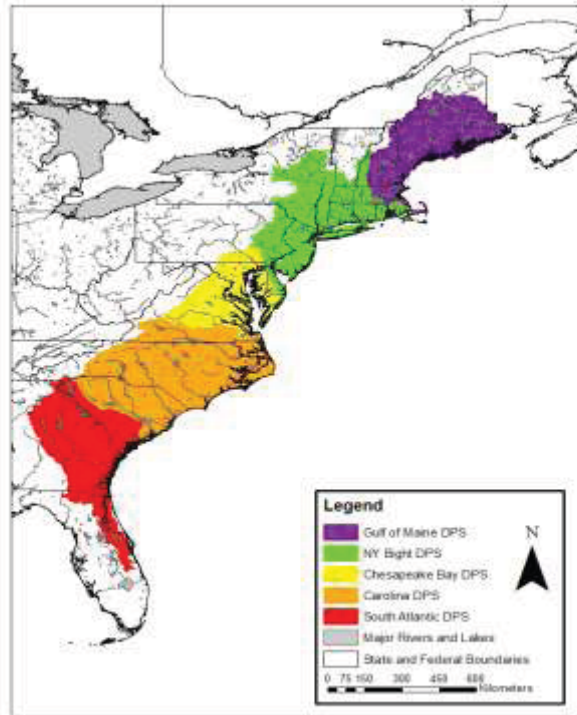 Legend
N
Gulf of Maine DPS
NY Bight DPS
Chesapeake Bay DPS
Carolina DPS
South Atlantic DPS
Major Rivers and Lakes
State and Federal Boundaries
0 75 150 300 450 600
Kilometers